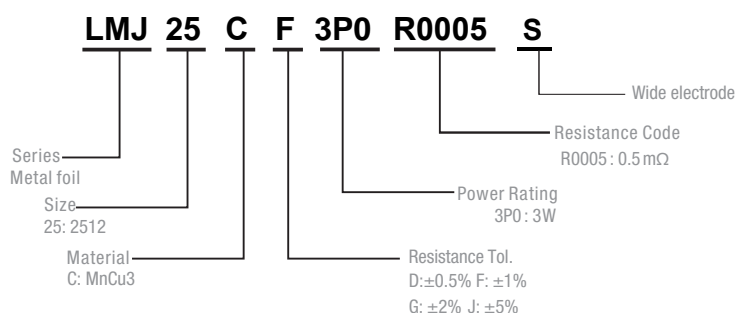 LMJ 25 C F 3P0 R0005 S
Wide electrode
Resistance Code
R0005 : 0.5 mΩ
Series
Metal foil
Power Rating
3P0 : 3W
Size
25: 2512
Material
C: MnCu3
Resistance Tol.
D:±0.5% F: ±1%
G: ±2% J: ±5%